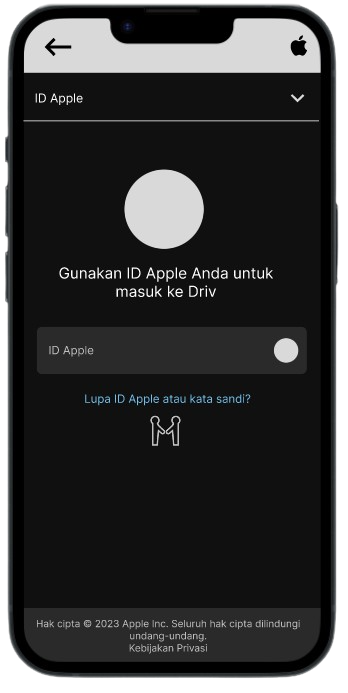 ID Apple
Gunakan ID Apple Anda untuk
masuk ke Driv
ID Apple
Lupa ID Apple atau kata sandi?
Hak cipta © 2023 Apple Inc. Seluruh hak cipta dilindungi
undang-undang.
Kebijakan Privasi